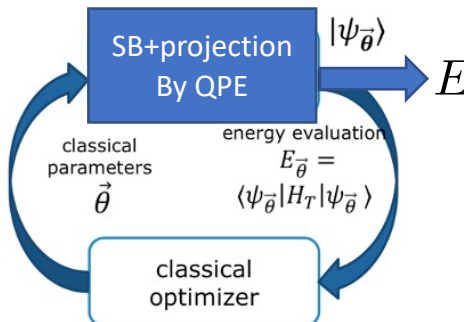 SB+projection
By QPE
|ψ_θ⃗⟩
E
classical
parameters
θ⃗
energy evaluation
E_θ⃗ =
⟨ψ_θ⃗|H_T|ψ_θ⃗⟩
classical
optimizer